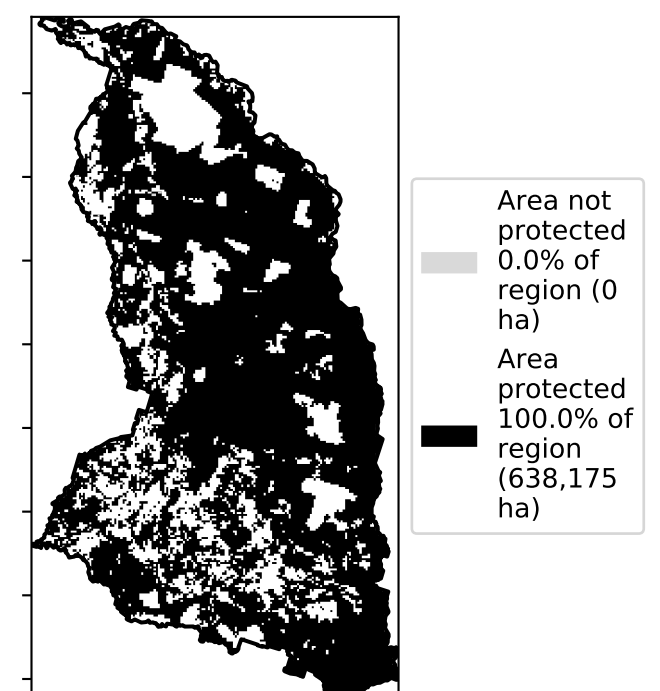 Area not
protected
0.0% of
region (0
ha)
Area
protected
100.0% of
region
(638,175
ha)